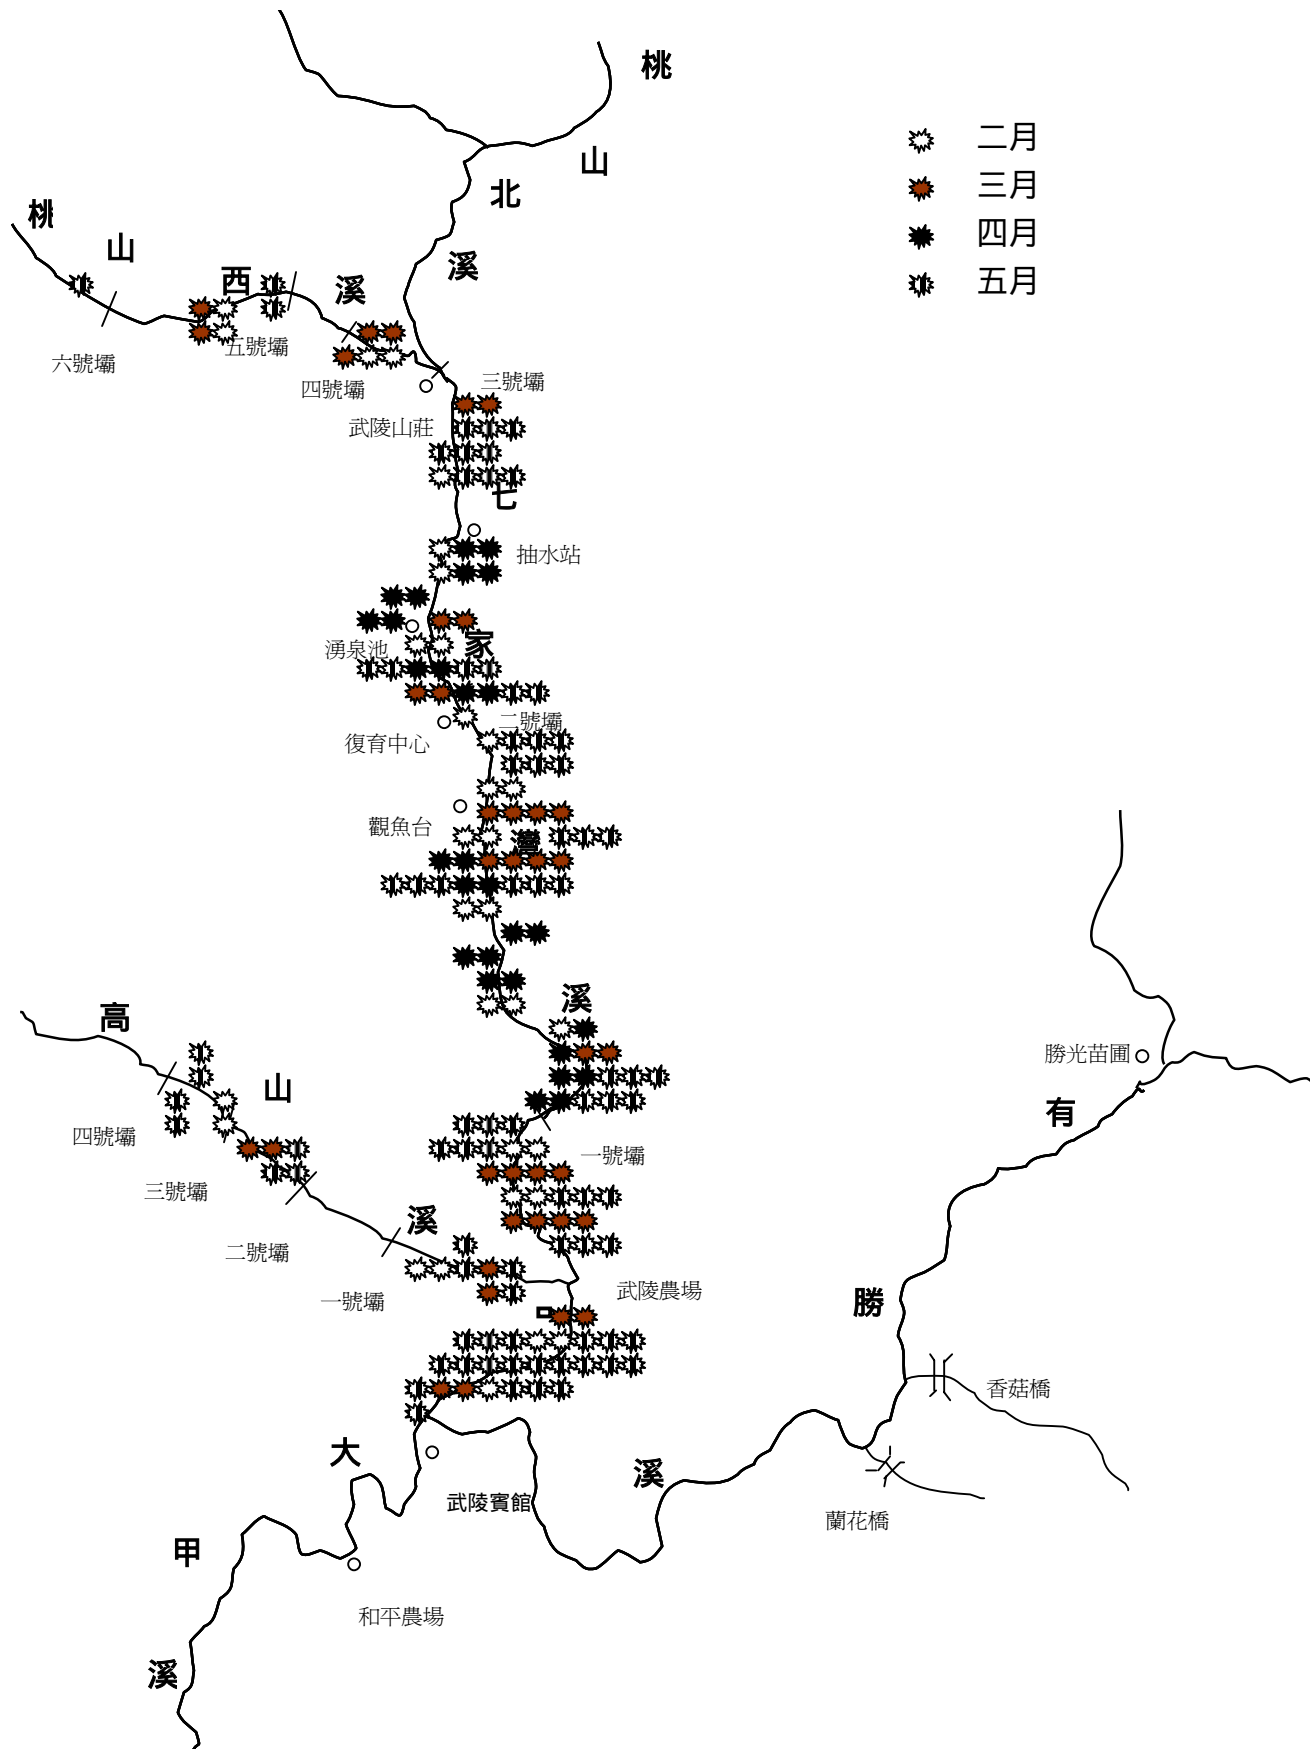 桃
山
北
溪
二月
三月
四月
五月
桃
山
西
溪
六號壩
五號壩
四號壩
三號壩
武陵山莊
七
抽水站
湧泉池
家
復育中心
二號壩
觀魚台
灣
溪
高
山
四號壩
三號壩
二號壩
一號壩
溪
一號壩
武陵農場
勝光苗圃
有
勝
香菇橋
蘭花橋
溪
大
武陵賓館
甲
和平農場
溪